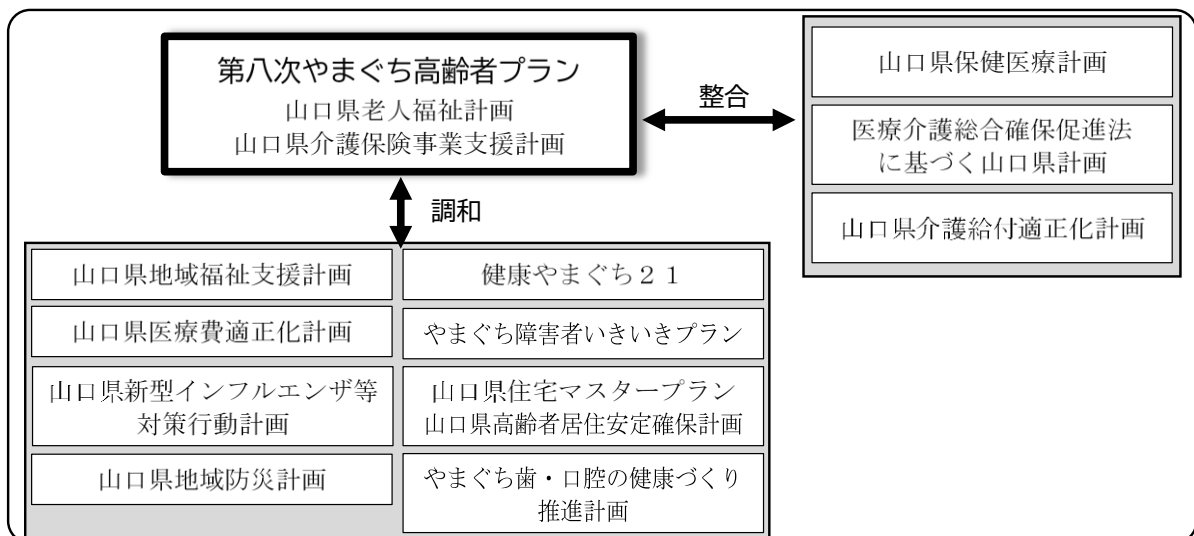 第八次やまぐち高齢者プラン
山口県老人福祉計画
山口県介護保険事業支援計画
整合
山口県保健医療計画
医療介護総合確保促進法
に基づく山口県計画
山口県介護給付適正化計画
調和
山口県地域福祉支援計画
健康やまぐち２１
山口県医療費適正化計画
やまぐち障害者いきいきプラン
山口県新型インフルエンザ等
対策行動計画
山口県住宅マスタープラン
山口県高齢者居住安定確保計画
山口県地域防災計画
やまぐち歯・口腔の健康づくり
推進計画